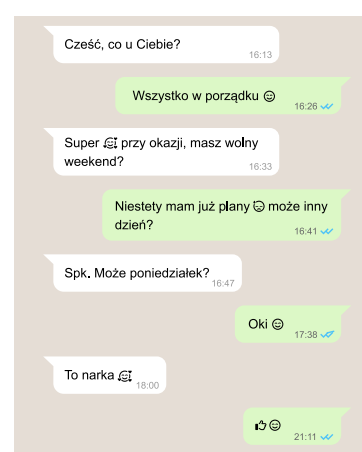 Cześć, co u Ciebie?
16:13
Wszystko w porządku 😊
16:26
Super 🥰 przy okazji, masz wolny
weekend?
16:33
Niestety mam już plany 🙃 może inny
dzień?
16:41
Spk. Może poniedziałek?
16:47
Oki 😊
17:38
To narka 🥰
18:00
👍😊
21:11